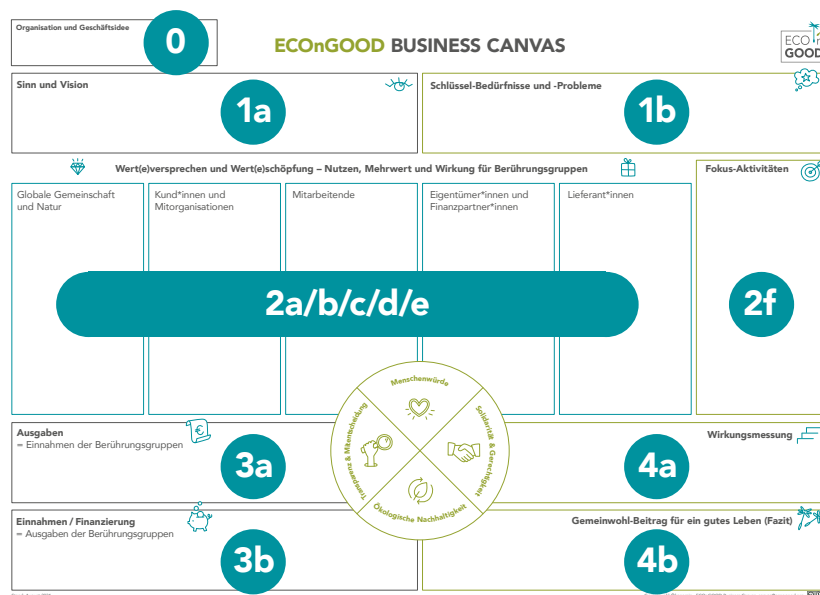 Organisation und Geschäftsidee
0
ECOnGOOD BUSINESS CANVAS
ECO
GOOD
Sinn und Vision
1a
Schlüssel-Bedürfnisse und -Probleme
1b
Wert(e)versprechen und Wert(e)schöpfung – Nutzen, Mehrwert und Wirkung für Berührungsgruppen
Fokus-Aktivitäten
Globale Gemeinschaft
und Natur
Kund*innen und
Mitorganisationen
Mitarbeitende
Eigentümer*innen und
Finanzpartner*innen
Lieferant*innen
2a/b/c/d/e
2f
Menschenwürde
Transparenz & Mitentscheidung
Solidarität & Gerechtigkeit
Ökologische Nachhaltigkeit
Ausgaben
= Einnahmen der Berührungsgruppen
3a
Wirkungsmessung
4a
Einnahmen / Finanzierung
= Ausgaben der Berührungsgruppen
3b
Gemeinwohl-Beitrag für ein gutes Leben (Fazit)
4b